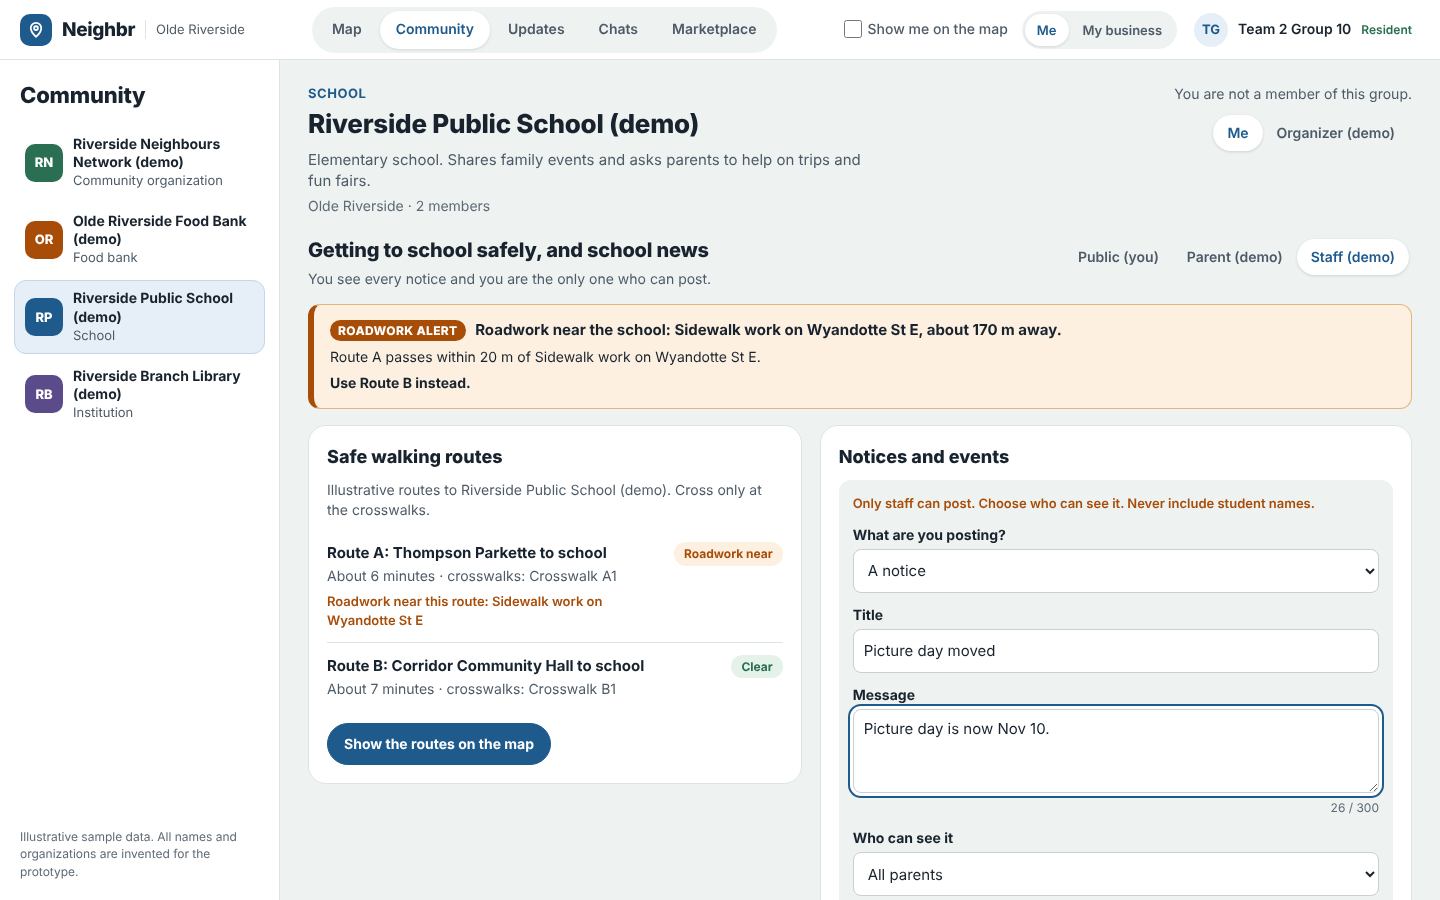 Neighbr
Olde Riverside
Map
Community
Updates
Chats
Marketplace
Show me on the map
Me
My business
TG
Team 2 Group 10
Resident
Community
RN
Riverside Neighbours
Network (demo)
Community organization
OR
Olde Riverside Food Bank
(demo)
Food bank
RP
Riverside Public School
(demo)
School
RB
Riverside Branch Library
(demo)
Institution
Illustrative sample data. All names and
organizations are invented for the
prototype.
SCHOOL
Riverside Public School (demo)
Elementary school. Shares family events and asks parents to help on trips and
fun fairs.
Olde Riverside · 2 members
You are not a member of this group.
Me
Organizer (demo)
Getting to school safely, and school news
You see every notice and you are the only one who can post.
Public (you)
Parent (demo)
Staff (demo)
ROADWORK ALERT
Roadwork near the school: Sidewalk work on Wyandotte St E, about 170 m away.
Route A passes within 20 m of Sidewalk work on Wyandotte St E.
Use Route B instead.
Safe walking routes
Illustrative routes to Riverside Public School (demo). Cross only at
the crosswalks.
Route A: Thompson Parkette to school
Roadwork near
About 6 minutes · crosswalks: Crosswalk A1
Roadwork near this route: Sidewalk work on
Wyandotte St E
Route B: Corridor Community Hall to school
Clear
About 7 minutes · crosswalks: Crosswalk B1
Show the routes on the map
Notices and events
Only staff can post. Choose who can see it. Never include student names.
What are you posting?
A notice
Title
Picture day moved
Message
Picture day is now Nov 10.
26 / 300
Who can see it
All parents